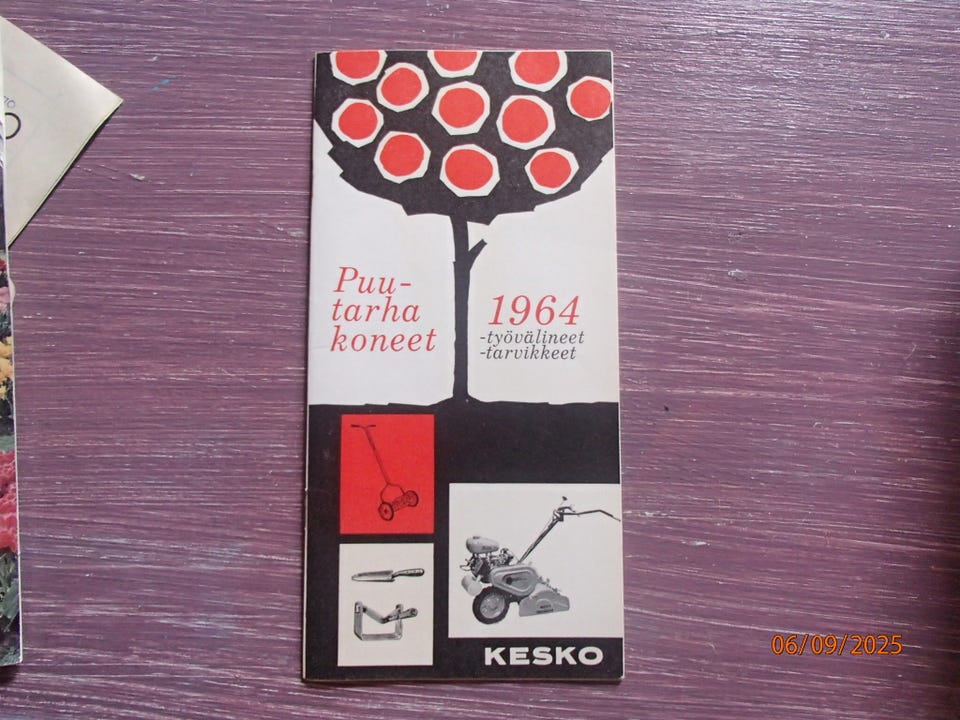 Puu-
tarha
koneet
1964
-työvälineet
-tarvikkeet
KESKO
06/09/2025